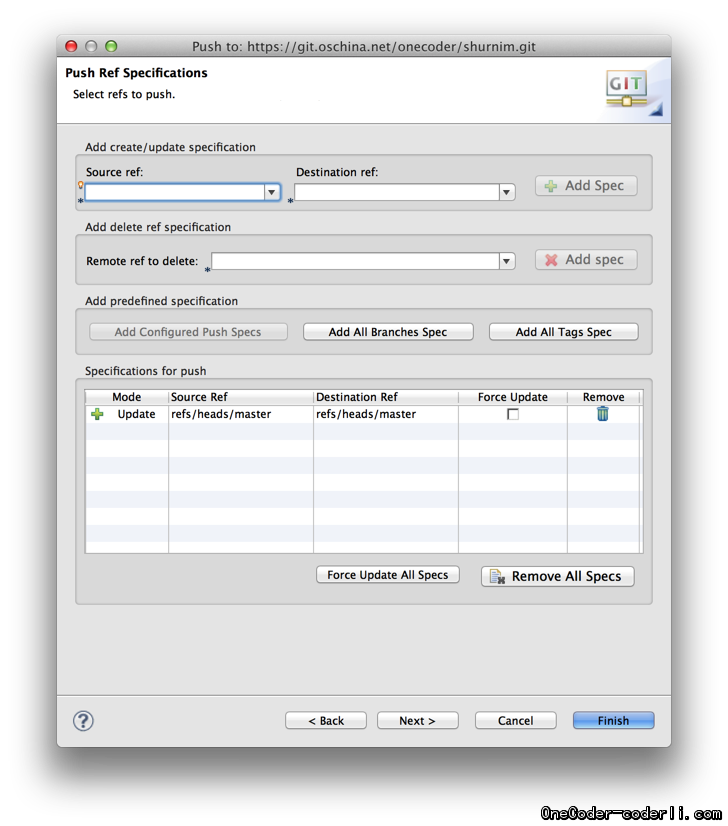 Push to: https://git.oschina.net/onecoder/shurnim.git
Push Ref Specifications
Select refs to push.
GIT
Add create/update specification
Source ref:
Destination ref:
* * Add Spec
Add delete ref specification
Remote ref to delete: * Add spec
Add predefined specification
Add Configured Push Specs Add All Branches Spec Add All Tags Spec
Specifications for push
Mode Source Ref Destination Ref Force Update Remove
Update refs/heads/master refs/heads/master
Force Update All Specs Remove All Specs
? < Back Next > Cancel Finish
OneCoder-coderli.com